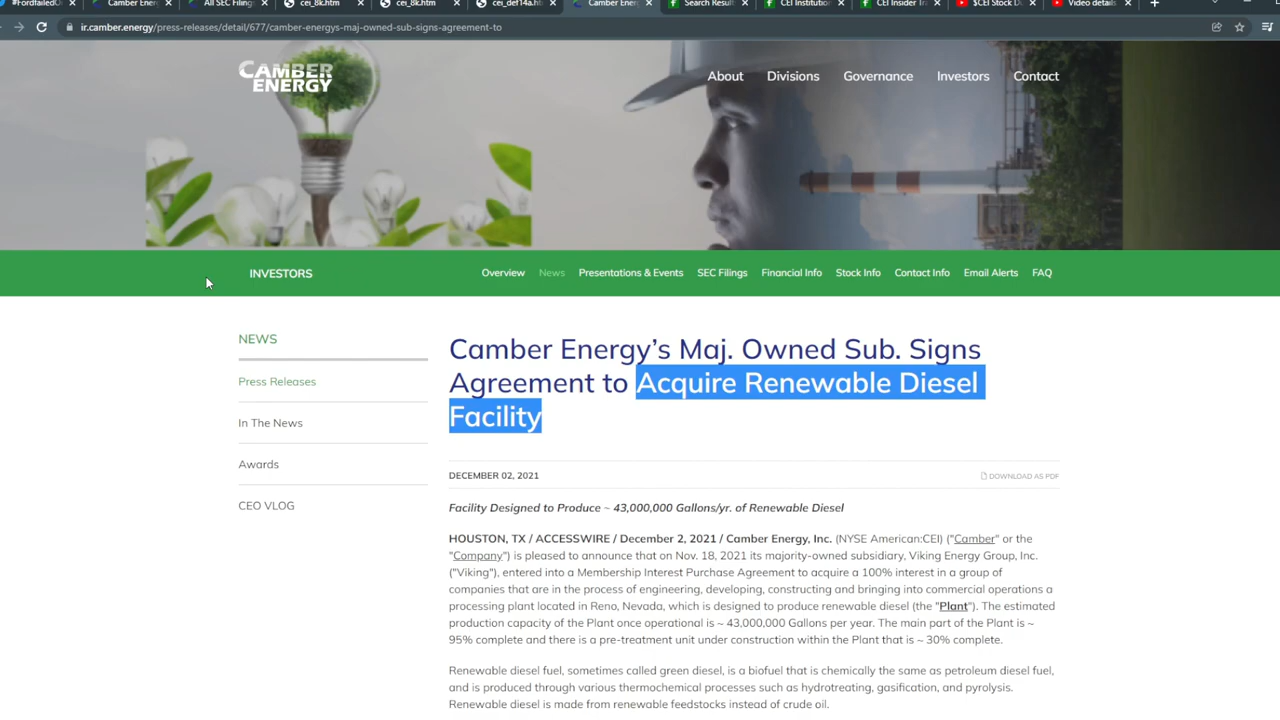 #FordfailedO
Camber Energ
All SEC Filings
cei_8k.htm
cei_8k.htm
cei_def14a.ht
Camber Energ
Search Result
CEI Institution
CEI Insider Tra
$CEI Stock D
Video details
ir.camber.energy/press-releases/detail/677/camber-energys-maj-owned-sub-signs-agreement-to
CAMBER
ENERGY
About Divisions Governance Investors Contact
INVESTORS
Overview News Presentations & Events SEC Filings Financial Info Stock Info Contact Info Email Alerts FAQ
NEWS
Press Releases
In The News
Awards
CEO VLOG
Camber Energy's Maj. Owned Sub. Signs
Agreement to Acquire Renewable Diesel
Facility
DECEMBER 02, 2021
DOWNLOAD AS PDF
Facility Designed to Produce ~ 43,000,000 Gallons/yr. of Renewable Diesel
HOUSTON, TX / ACCESSWIRE / December 2, 2021 / Camber Energy, Inc. (NYSE American:CEI) ("Camber" or the
"Company") is pleased to announce that on Nov. 18, 2021 its majority-owned subsidiary, Viking Energy Group, Inc.
("Viking"), entered into a Membership Interest Purchase Agreement to acquire a 100% interest in a group of
companies that are in the process of engineering, developing, constructing and bringing into commercial operations a
processing plant located in Reno, Nevada, which is designed to produce renewable diesel (the "Plant"). The estimated
production capacity of the Plant once operational is ~ 43,000,000 Gallons per year. The main part of the Plant is ~
95% complete and there is a pre-treatment unit under construction within the Plant that is ~ 30% complete.
Renewable diesel fuel, sometimes called green diesel, is a biofuel that is chemically the same as petroleum diesel fuel,
and is produced through various thermochemical processes such as hydrotreating, gasification, and pyrolysis.
Renewable diesel is made from renewable feedstocks instead of crude oil.